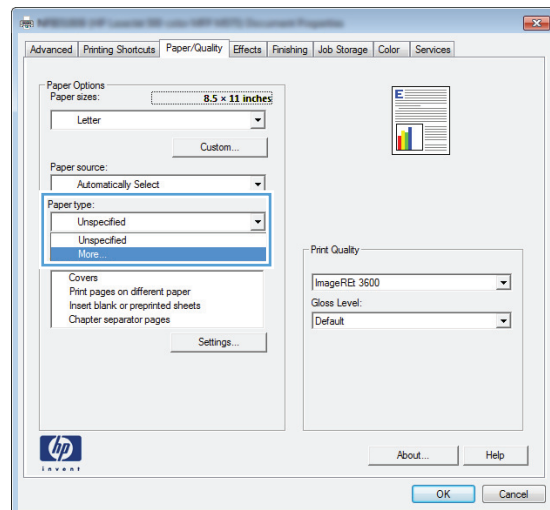 Advanced Printing Shortcuts Paper/Quality Effects Finishing Job Storage Color Services
Paper Options
Paper sizes: 8.5 × 11 inches
Letter
Custom...
Paper source:
Automatically Select
Paper type:
Unspecified
Unspecified
More...
Covers
Print pages on different paper
Insert blank or preprinted sheets
Chapter separator pages
Settings...
E
Print Quality
ImageREt 3600
Gloss Level:
Default
hp
invent
About... Help
OK Cancel